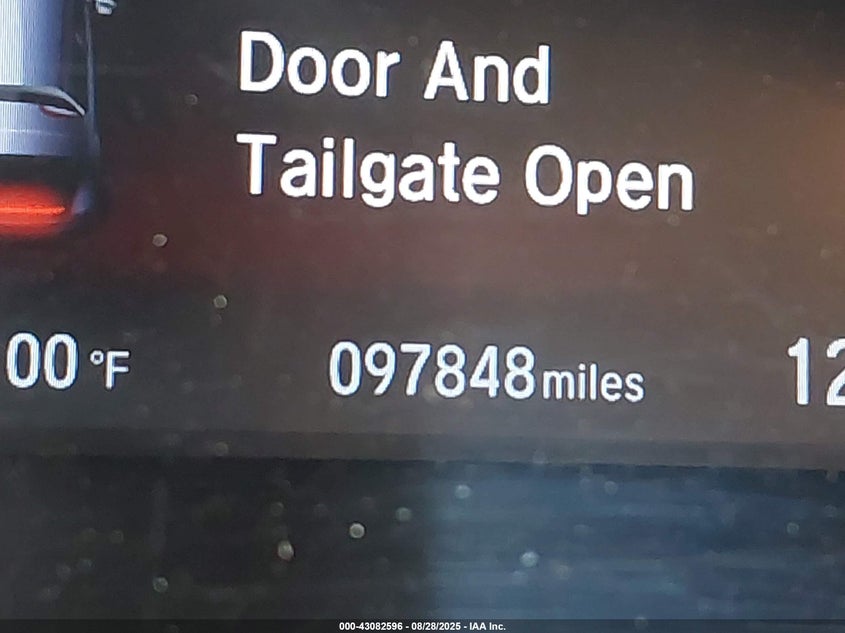 Door And
Tailgate Open
00 °F 097848 miles 12
000-43082596 - 08/28/2025 - IAA Inc.